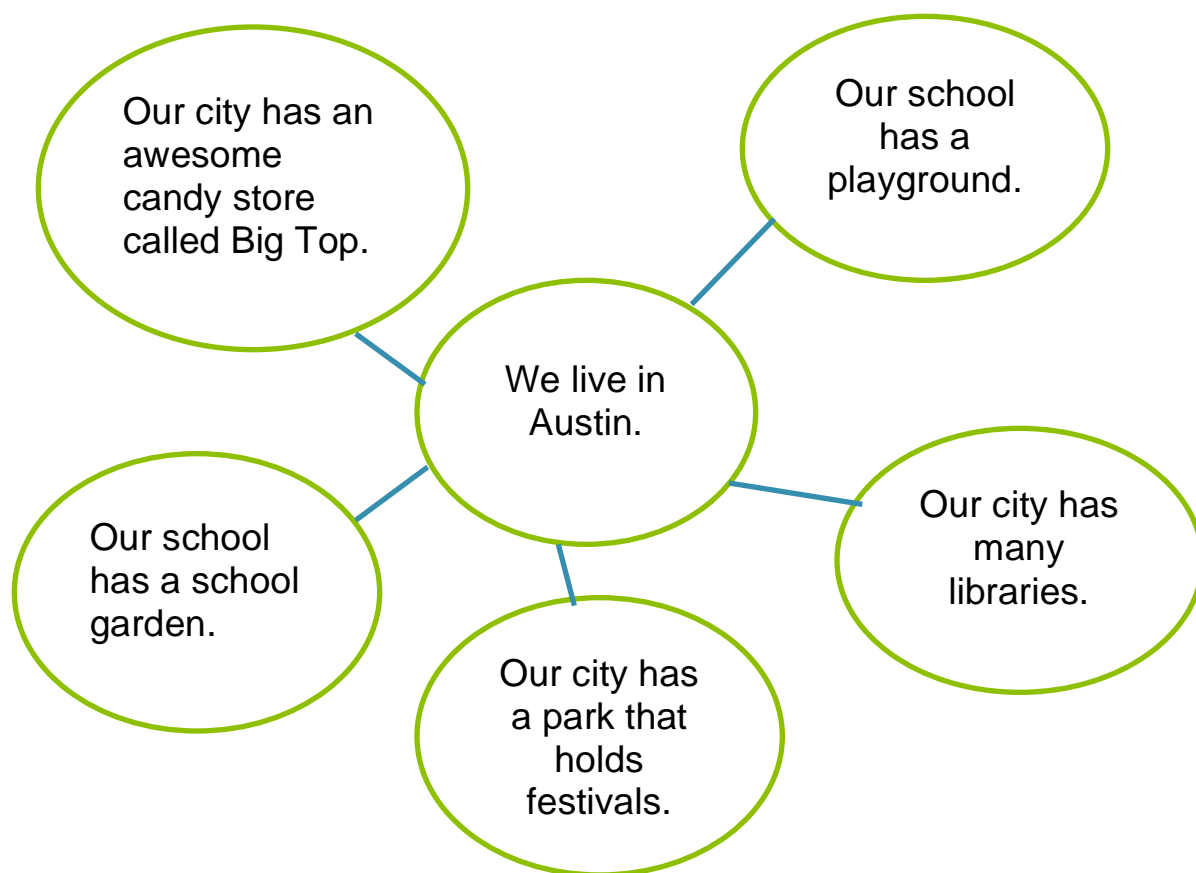 Our city has an
awesome
candy store
called Big Top.
Our school
has a
playground.
We live in
Austin.
Our school
has a school
garden.
Our city has
many
libraries.
Our city has
a park that
holds
festivals.